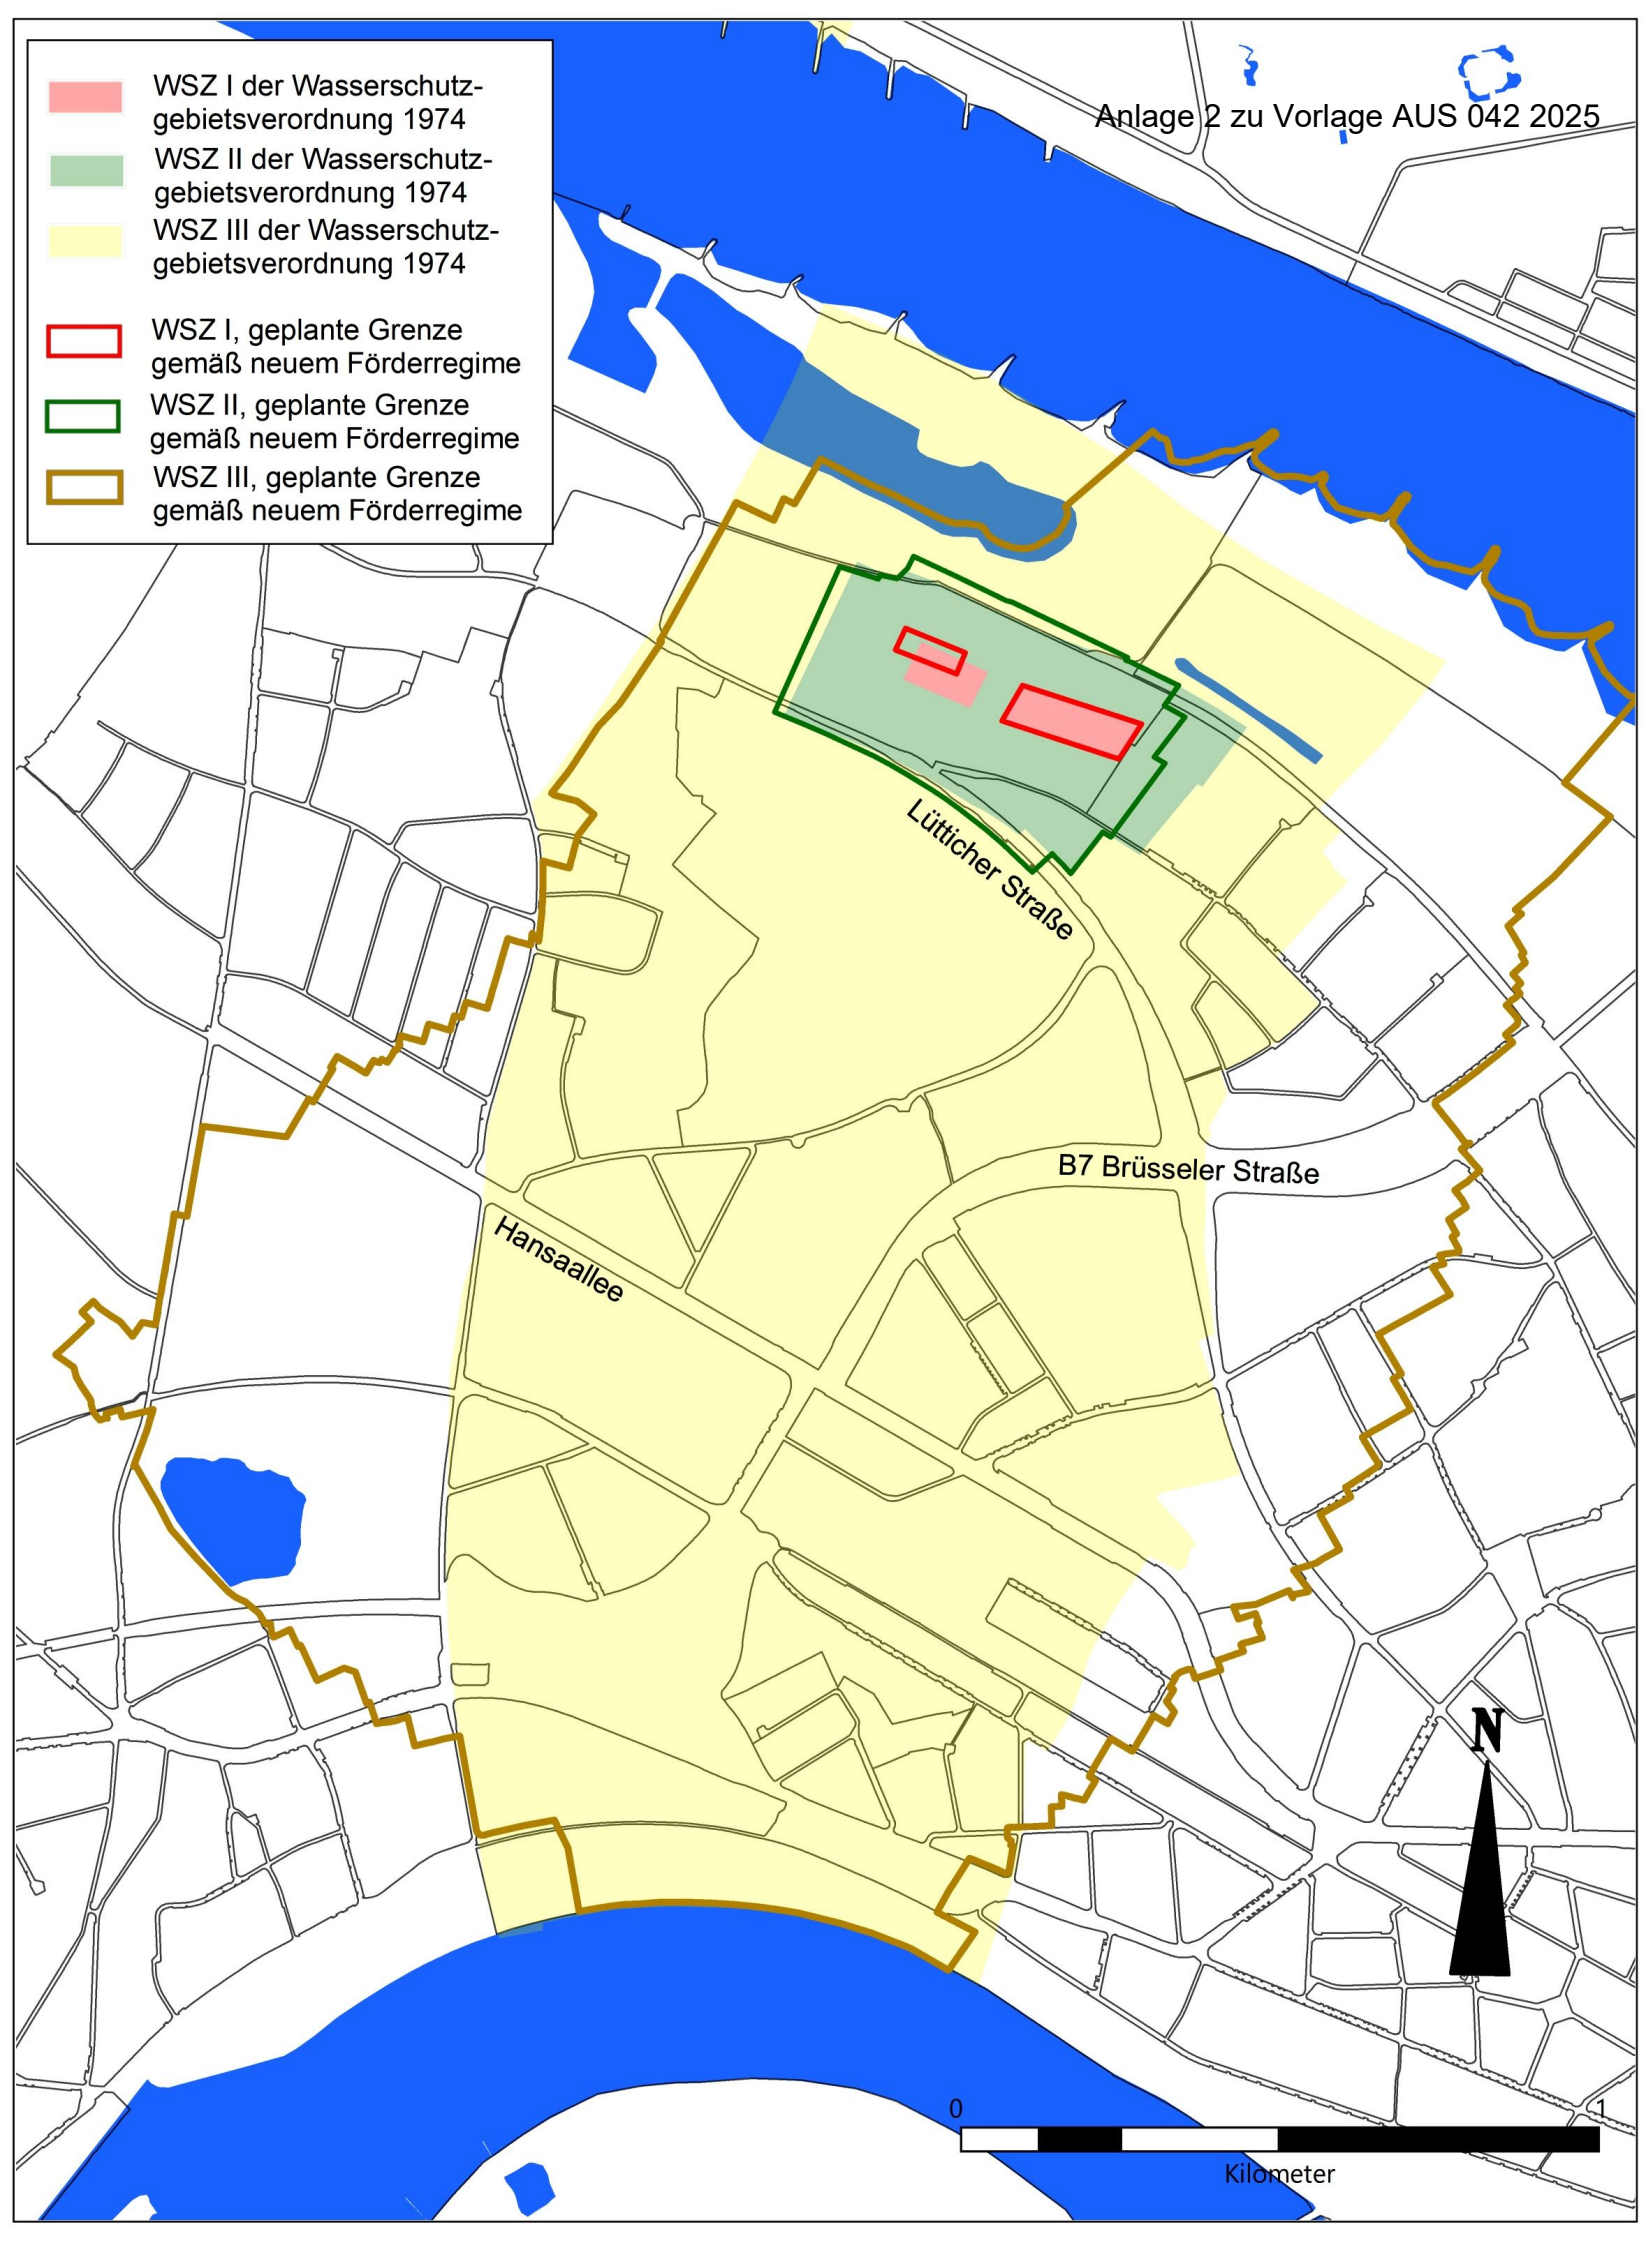 WSZ I der Wasserschutz-
gebietsverordnung 1974
WSZ II der Wasserschutz-
gebietsverordnung 1974
WSZ III der Wasserschutz-
gebietsverordnung 1974
WSZ I, geplante Grenze
gemäß neuem Förderregime
WSZ II, geplante Grenze
gemäß neuem Förderregime
WSZ III, geplante Grenze
gemäß neuem Förderregime
Anlage 2 zu Vorlage AUS 042 2025
Lütticher Straße
B7 Brüsseler Straße
Hansaallee
N
0 1
Kilometer